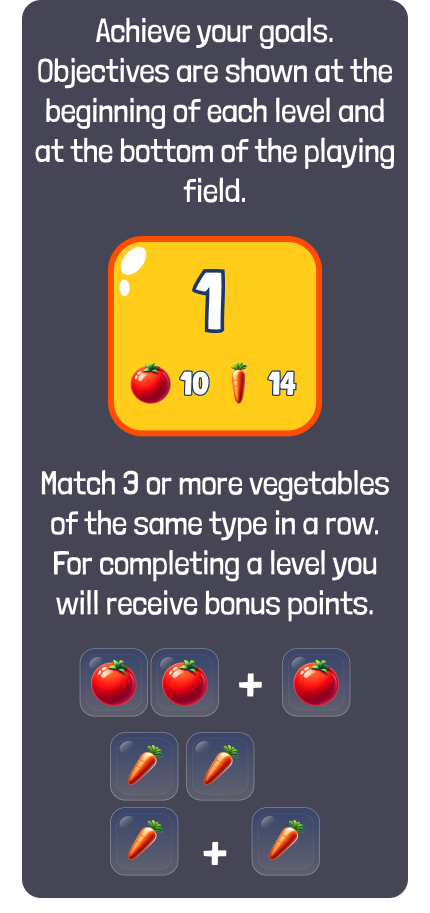 Achieve your goals.
Objectives are shown at the
beginning of each level and
at the bottom of the playing
field.
1
10 14
Match 3 or more vegetables
of the same type in a row.
For completing a level you
will receive bonus points.
+
+